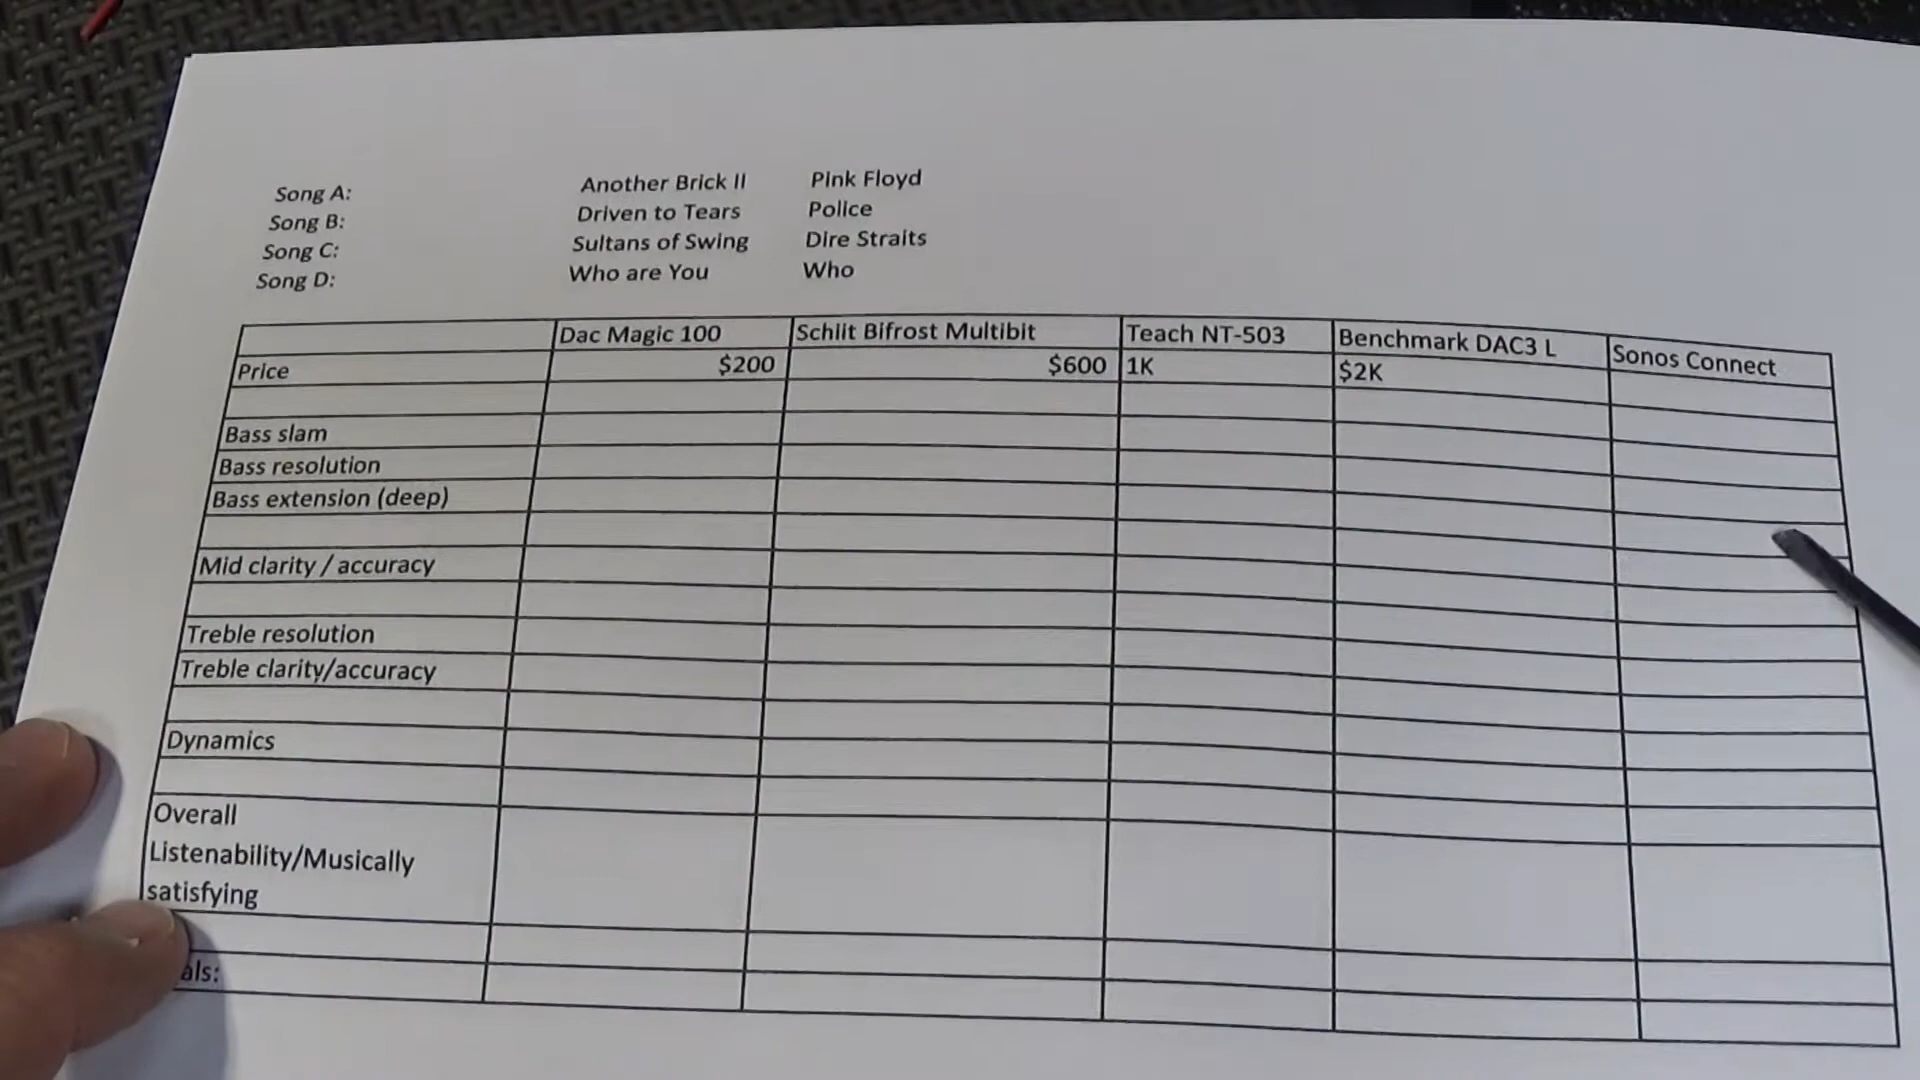 Song A: Another Brick II Pink Floyd
Song B: Driven to Tears Police
Song C: Sultans of Swing Dire Straits
Song D: Who are You Who
Dac Magic 100 Schiit Bifrost Multibit Teach NT-503 Benchmark DAC3 L Sonos Connect
Price $200 $600 1K $2K
Bass slam
Bass resolution
Bass extension (deep)
Mid clarity / accuracy
Treble resolution
Treble clarity/accuracy
Dynamics
Overall
Listenability/Musically
satisfying
als: